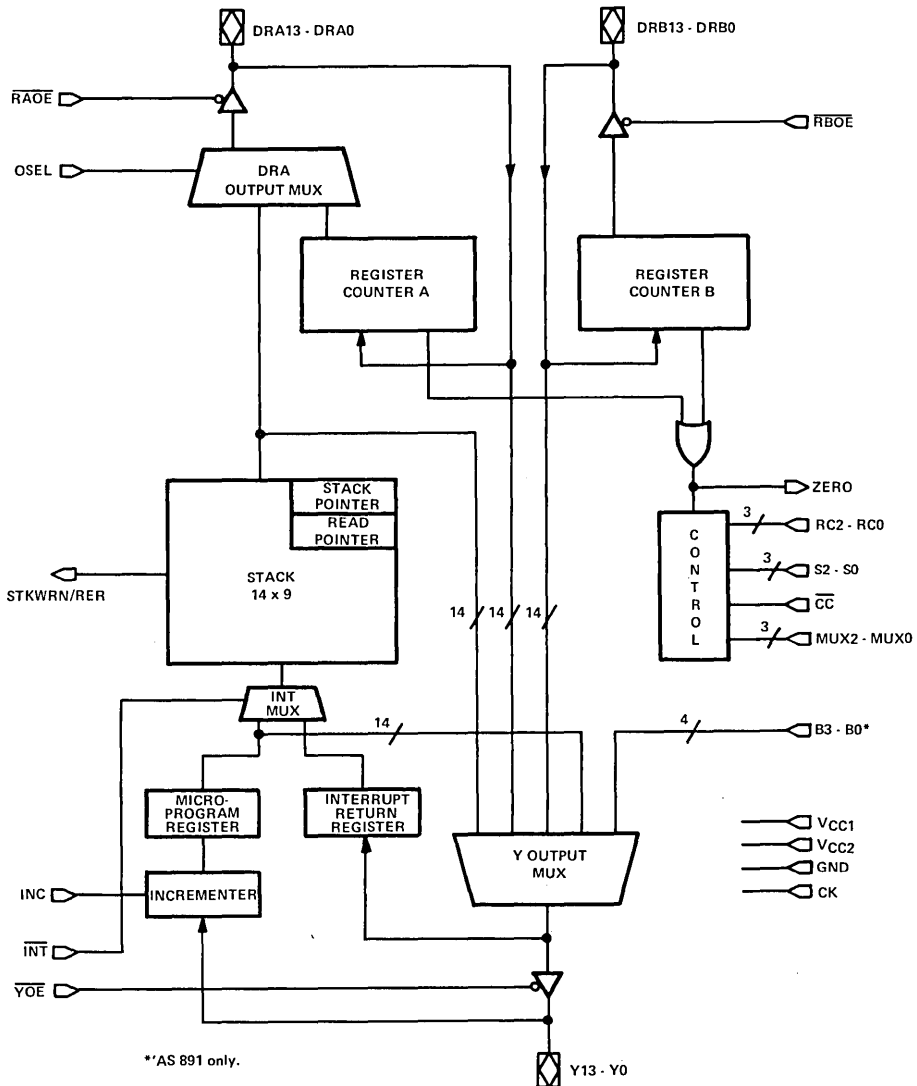 DRA13 - DRA0
DRB13 - DRB0
RAOE
RBOE
OSEL
DRA
OUTPUT MUX
REGISTER
COUNTER A
REGISTER
COUNTER B
STACK
POINTER
READ
POINTER
STACK
14 x 9
STKWRN/RER
ZERO
3
RC2 - RC0
3
S2 - S0
CC
3
MUX2 - MUX0
CONTROL
14
14
14
INT
MUX
14
4
B3 - B0*
MICRO-
PROGRAM
REGISTER
INTERRUPT
RETURN
REGISTER
Y OUTPUT
MUX
VCC1
VCC2
GND
CK
INC
INCREMENTER
INT
YOE
*'AS 891 only.
Y13 - Y0